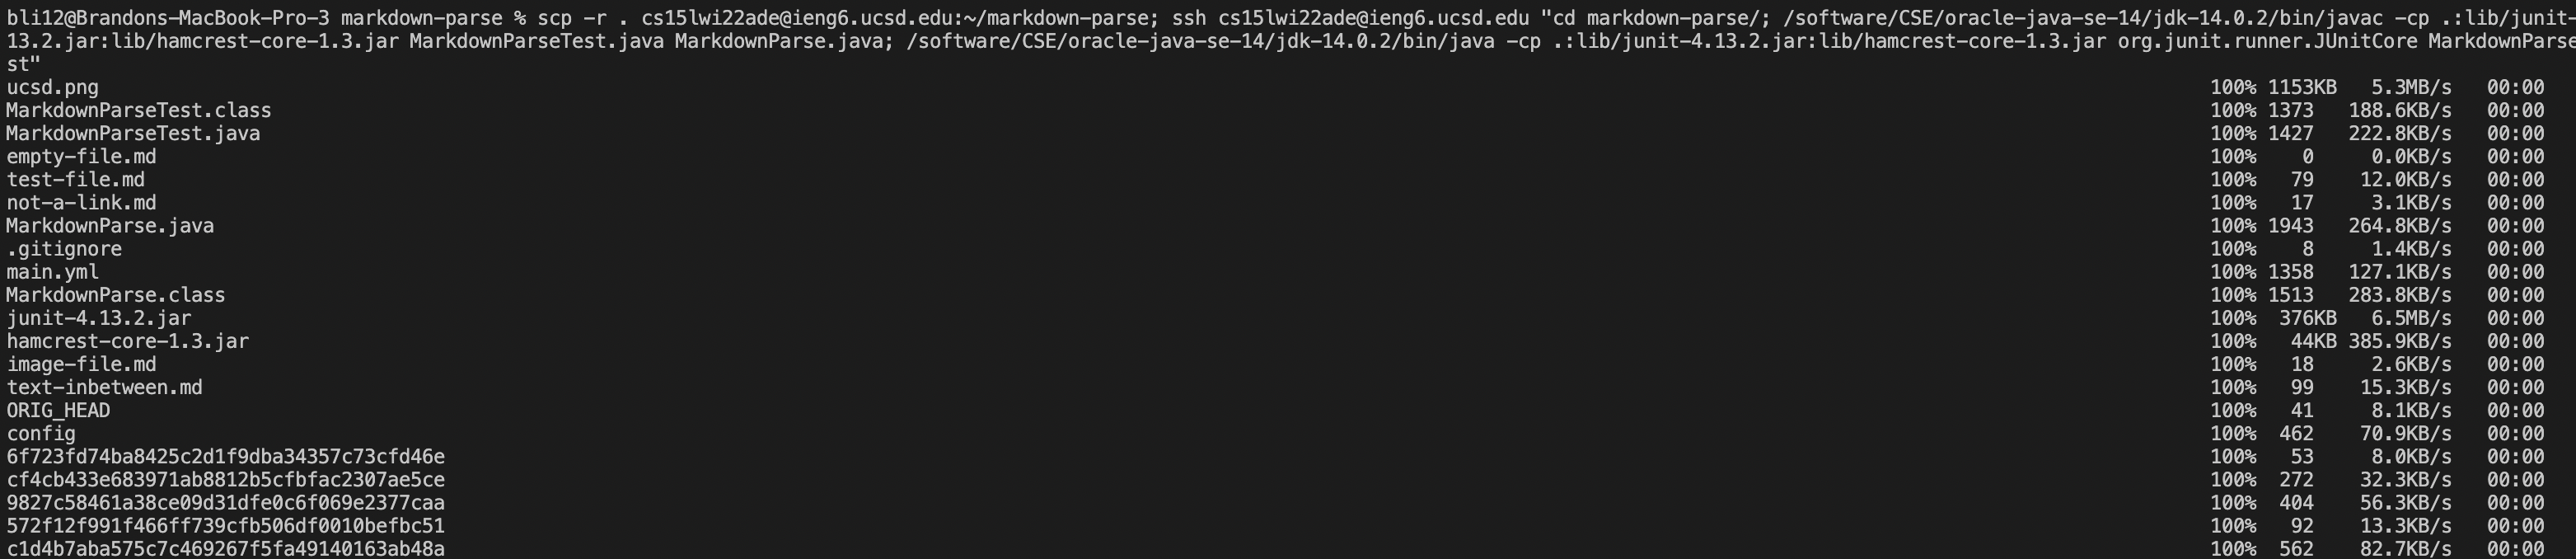 bli12@Brandons-MacBook-Pro-3 markdown-parse % scp -r . cs15lwi22ade@ieng6.ucsd.edu:~/markdown-parse; ssh cs15lwi22ade@ieng6.ucsd.edu "cd markdown-parse/; /software/CSE/oracle-java-se-14/jdk-14.0.2/bin/javac -cp .:lib/junit-
13.2.jar:lib/hamcrest-core-1.3.jar MarkdownParseTest.java MarkdownParse.java; /software/CSE/oracle-java-se-14/jdk-14.0.2/bin/java -cp .:lib/junit-4.13.2.jar:lib/hamcrest-core-1.3.jar org.junit.runner.JUnitCore MarkdownParse
st"
ucsd.png 100% 1153KB 5.3MB/s 00:00
MarkdownParseTest.class 100% 1373 188.6KB/s 00:00
MarkdownParseTest.java 100% 1427 222.8KB/s 00:00
empty-file.md 100% 0 0.0KB/s 00:00
test-file.md 100% 79 12.0KB/s 00:00
not-a-link.md 100% 17 3.1KB/s 00:00
MarkdownParse.java 100% 1943 264.8KB/s 00:00
.gitignore 100% 8 1.4KB/s 00:00
main.yml 100% 1358 127.1KB/s 00:00
MarkdownParse.class 100% 1513 283.8KB/s 00:00
junit-4.13.2.jar 100% 376KB 6.5MB/s 00:00
hamcrest-core-1.3.jar 100% 44KB 385.9KB/s 00:00
image-file.md 100% 18 2.6KB/s 00:00
text-inbetween.md 100% 99 15.3KB/s 00:00
ORIG_HEAD 100% 41 8.1KB/s 00:00
config 100% 462 70.9KB/s 00:00
6f723fd74ba8425c2d1f9dba34357c73cfd46e 100% 53 8.0KB/s 00:00
cf4cb433e683971ab8812b5cfbfac2307ae5ce 100% 272 32.3KB/s 00:00
9827c58461a38ce09d31dfe0c6f069e2377caa 100% 404 56.3KB/s 00:00
572f12f991f466ff739cfb506df0010befbc51 100% 92 13.3KB/s 00:00
c1d4b7aba575c7c469267f5fa49140163ab48a 100% 562 82.7KB/s 00:00